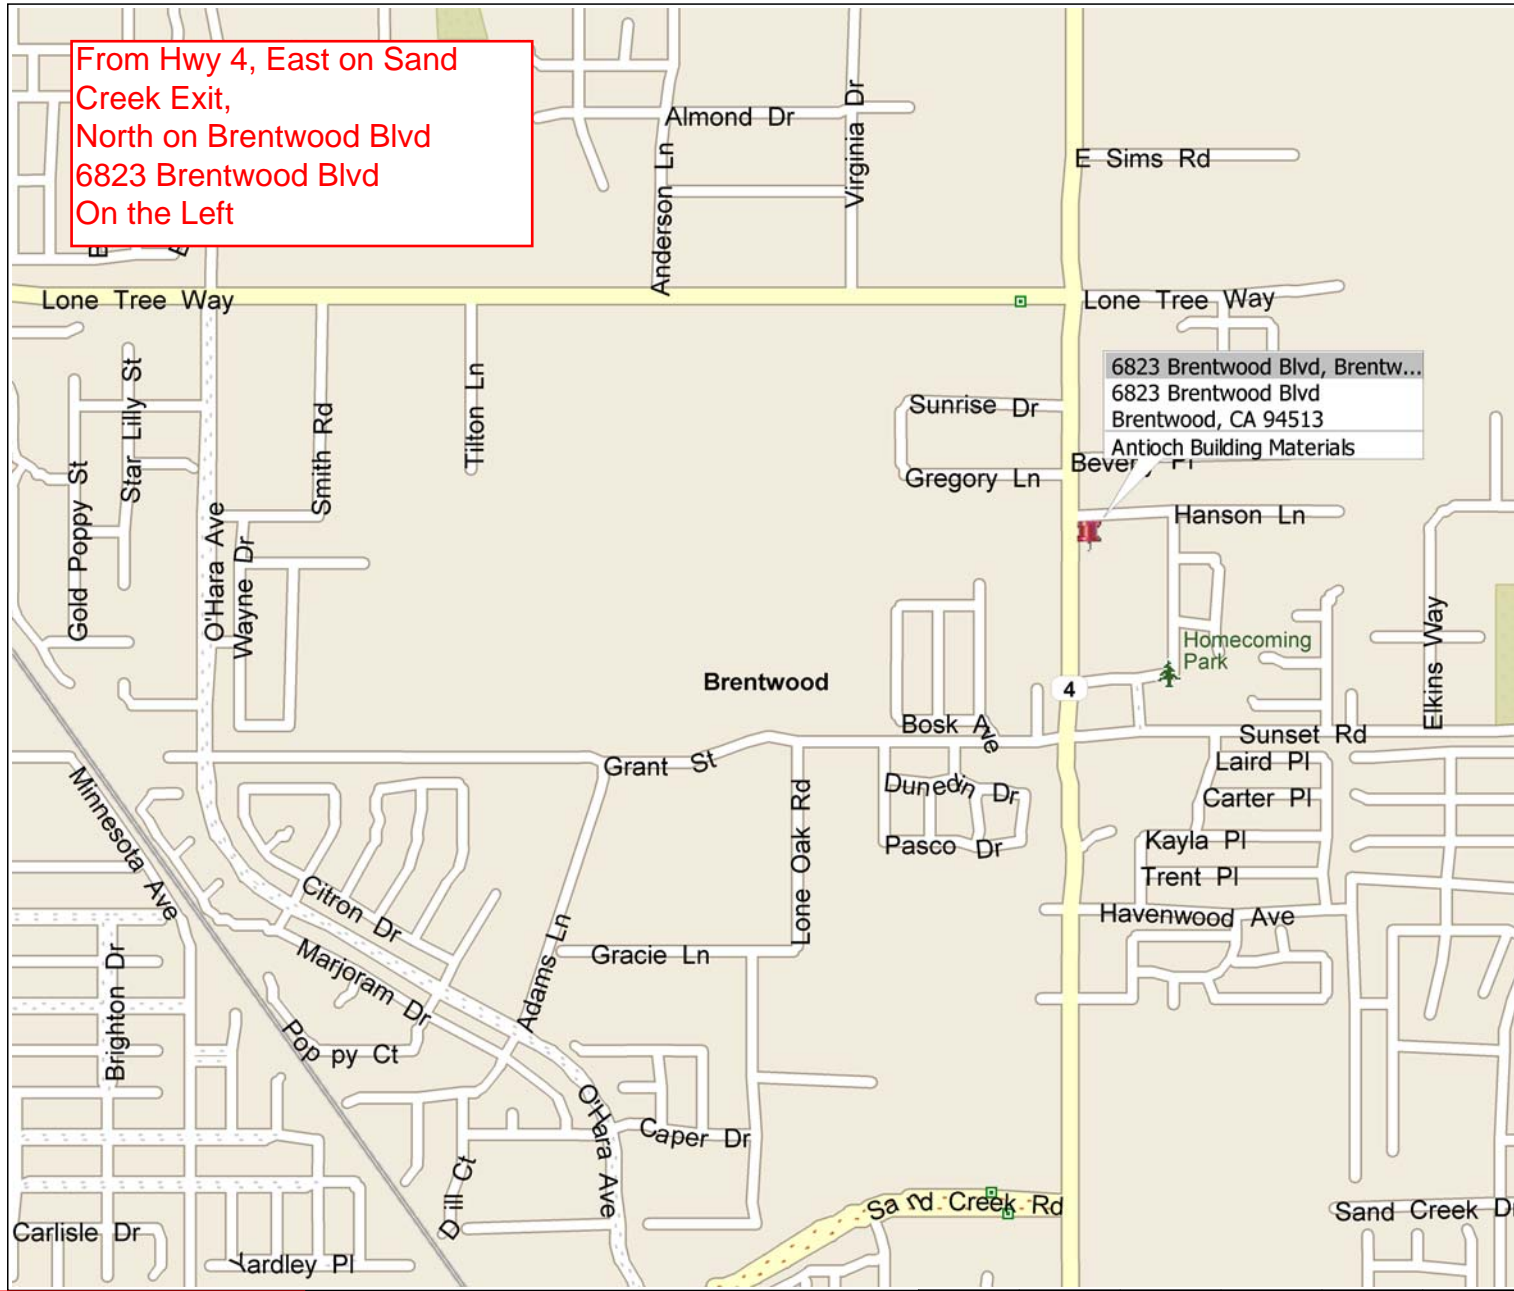 From Hwy 4, East on Sand
Creek Exit,
North on Brentwood Blvd
6823 Brentwood Blvd
On the Left
Almond Dr
Anderson Ln
Virginia Dr
E Sims Rd
Lone Tree Way
Lone Tree Way
6823 Brentwood Blvd, Brentw...
6823 Brentwood Blvd
Brentwood, CA 94513
Antioch Building Materials
Star Lilly St
Gold Poppy St
Smith Rd
Tilton Ln
Sunrise Dr
Gregory Ln
Hanson Ln
O'Hara Ave
Wayne Dr
Elkins Way
Homecoming
Park
Brentwood
4
Bosk Ave
Sunset Rd
Grant St
Laird Pl
Dunedin Dr
Carter Pl
Pasco Dr
Kayla Pl
Trent Pl
Minnesota Ave
Lone Oak Rd
Citron Dr
Havenwood Ave
Marjoram Dr
Adams Ln
Gracie Ln
Brighton Dr
Poppy Ct
O'Hara Ave
Caper Dr
Dill Ct
Sand Creek Rd
Sand Creek D
Carlisle Dr
Yardley Pl